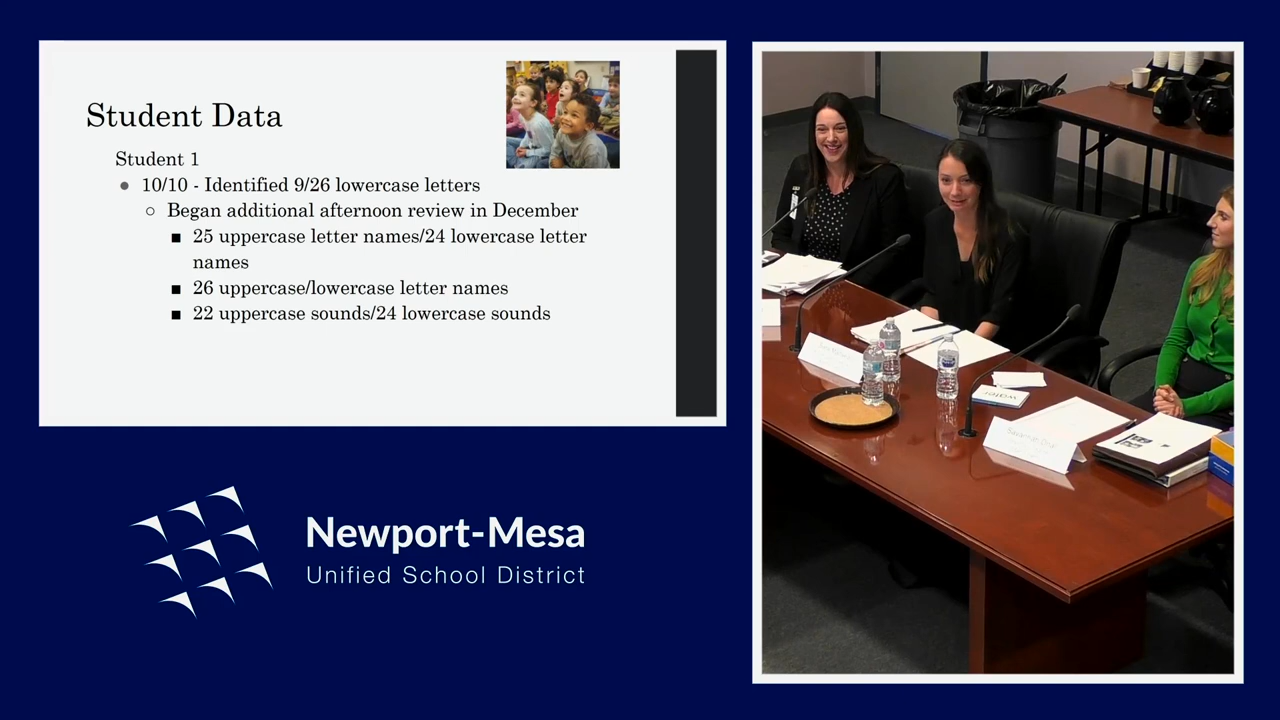 Student Data
Student 1
10/10 - Identified 9/26 lowercase letters
Began additional afternoon review in December
25 uppercase letter names/24 lowercase letter
names
26 uppercase/lowercase letter names
22 uppercase sounds/24 lowercase sounds
Newport-Mesa
Unified School District